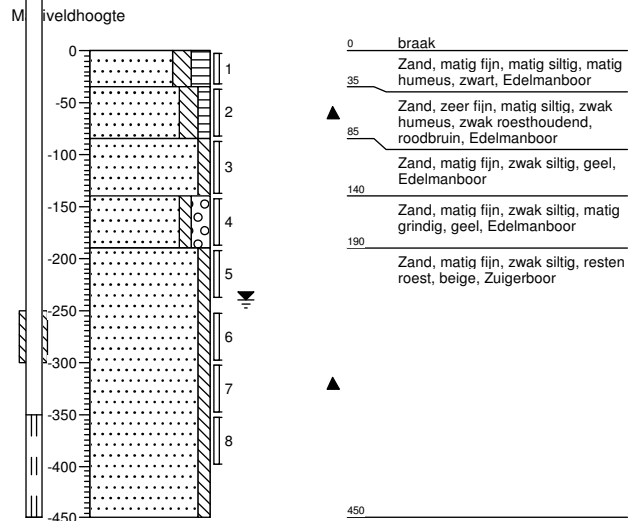 M iveldhoogte
0
-50
-100
-150
-200
-250
-300
-350
-400
-450
1
2
3
4
5
6
7
8
0 braak
Zand, matig fijn, matig siltig, matig
humeus, zwart, Edelmanboor
35
Zand, zeer fijn, matig siltig, zwak
humeus, zwak roesthoudend,
roodbruin, Edelmanboor
85
Zand, matig fijn, zwak siltig, geel,
Edelmanboor
140
Zand, matig fijn, zwak siltig, matig
grindig, geel, Edelmanboor
190
Zand, matig fijn, zwak siltig, resten
roest, beige, Zuigerboor
450